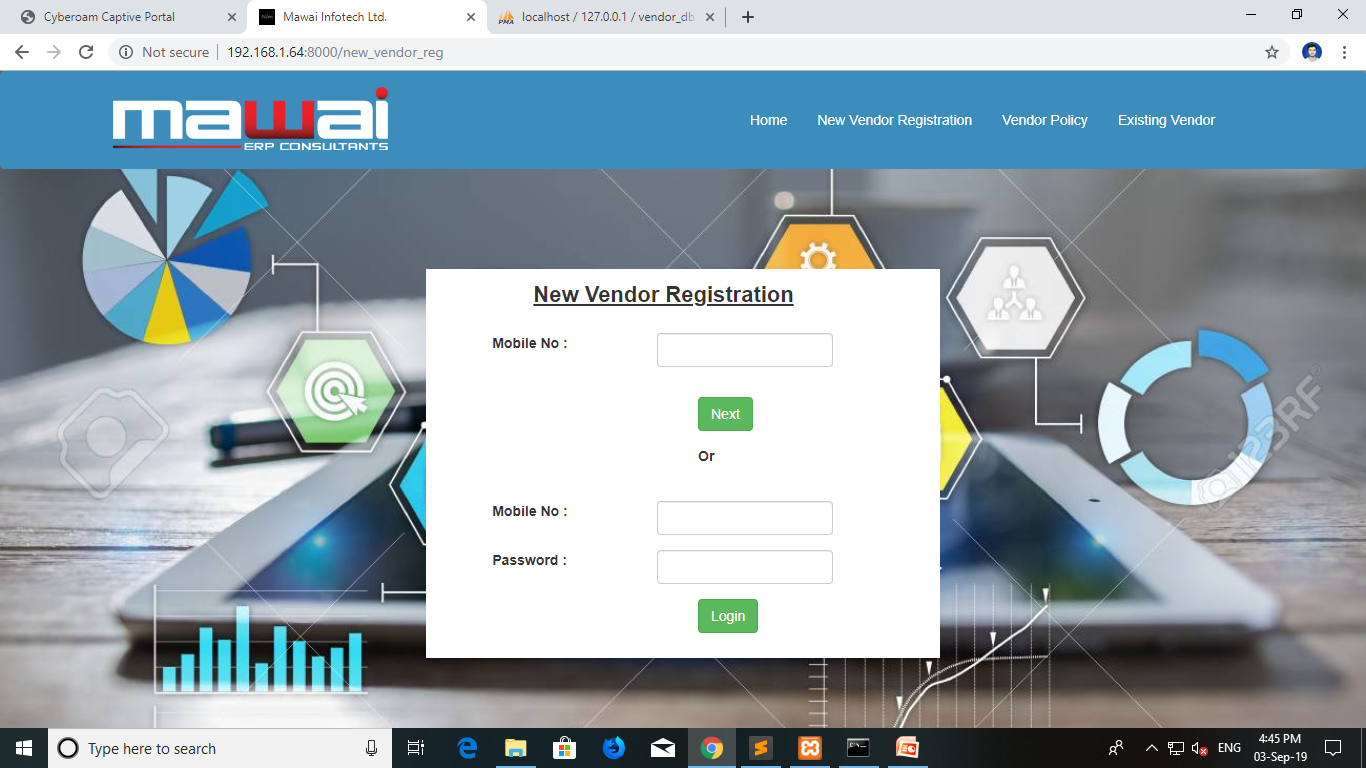 Cyberoam Captive Portal
Mawai Infotech Ltd.
localhost / 127.0.0.1 / vendor_db
PMA
Not secure
192.168.1.64:8000/new_vendor_reg
mawai
ERP CONSULTANTS
Home
New Vendor Registration
Vendor Policy
Existing Vendor
New Vendor Registration
Mobile No :
Next
Or
Mobile No :
Password :
Login
123RF
Type here to search
ENG
4:45 PM
03-Sep-19